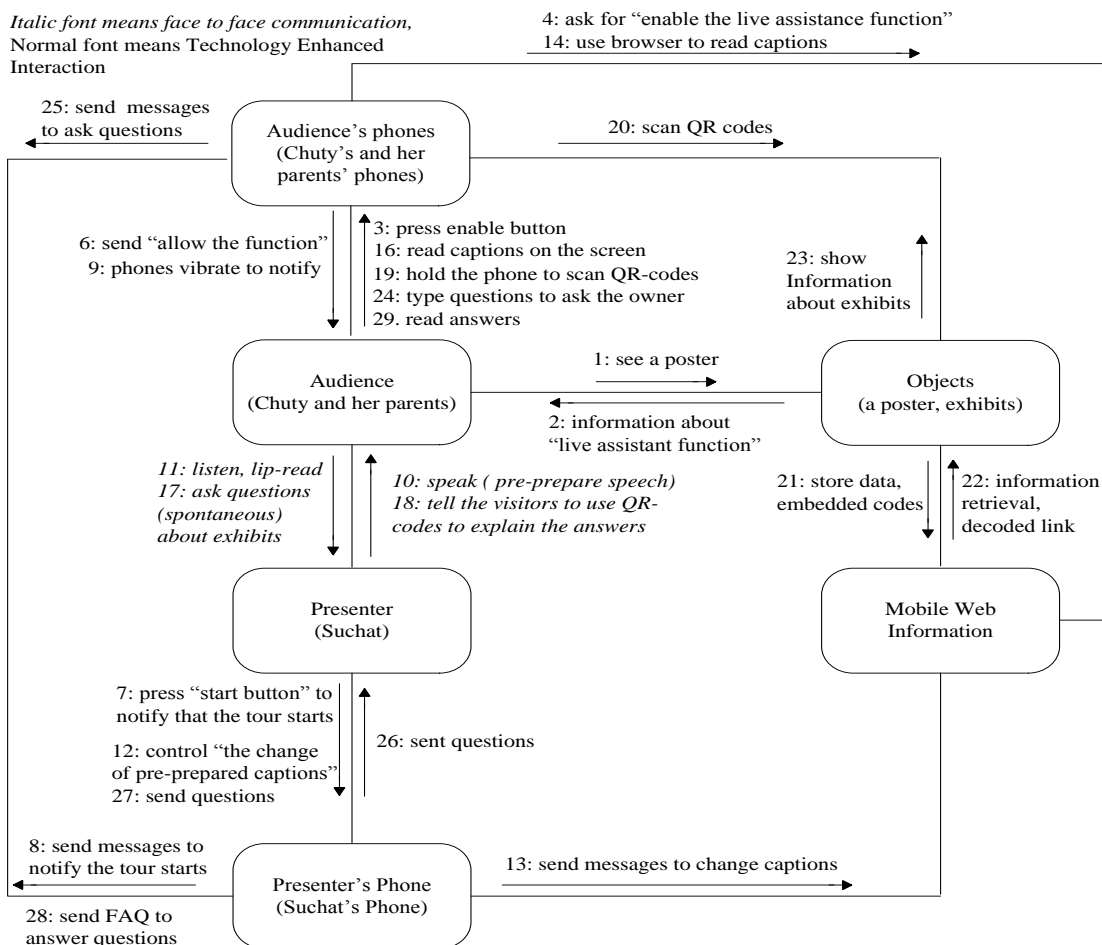 Italic font means face to face communication,
Normal font means Technology Enhanced
Interaction
4: ask for “enable the live assistance function”
14: use browser to read captions
25: send messages
to ask questions
Audience’s phones
(Chuty’s and her
parents’ phones)
20: scan QR codes
6: send “allow the function”
9: phones vibrate to notify
3: press enable button
16: read captions on the screen
19: hold the phone to scan QR-codes
24: type questions to ask the owner
29. read answers
23: show
Information
about exhibits
Audience
(Chuty and her parents)
1: see a poster
2: information about
“live assistant function”
Objects
(a poster, exhibits)
11: listen, lip-read
17: ask questions
(spontaneous)
about exhibits
10: speak ( pre-prepare speech)
18: tell the visitors to use QR-
codes to explain the answers
21: store data,
embedded codes
22: information
retrieval,
decoded link
Presenter
(Suchat)
Mobile Web
Information
7: press “start button” to
notify that the tour starts
12: control “the change
of pre-prepared captions”
27: send questions
26: sent questions
8: send messages to
notify the tour starts
28: send FAQ to
answer questions
Presenter’s Phone
(Suchat’s Phone)
13: send messages to change captions